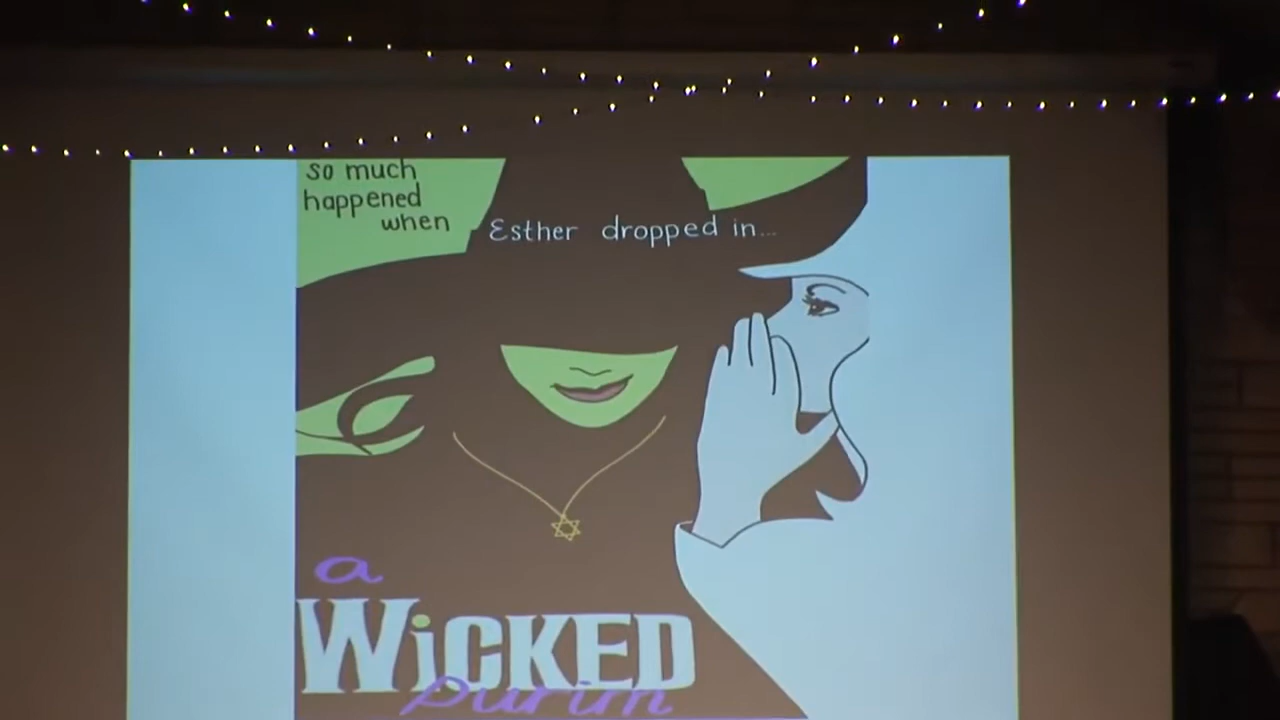 so much
happened
when
Esther dropped in...
a
WiCKED
purim